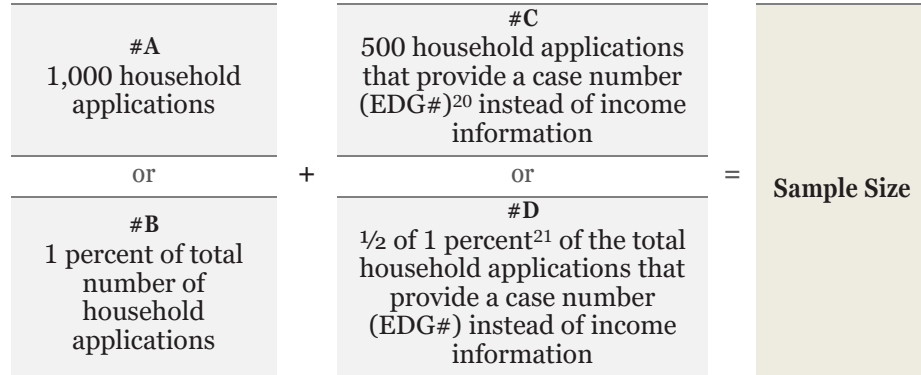 #A
1,000 household
applications
or
#B
1 percent of total
number of
household
applications
+
#C
500 household applications
that provide a case number
(EDG#)20 instead of income
information
or
#D
½ of 1 percent21 of the total
household applications that
provide a case number
(EDG#) instead of income
information
=
Sample Size